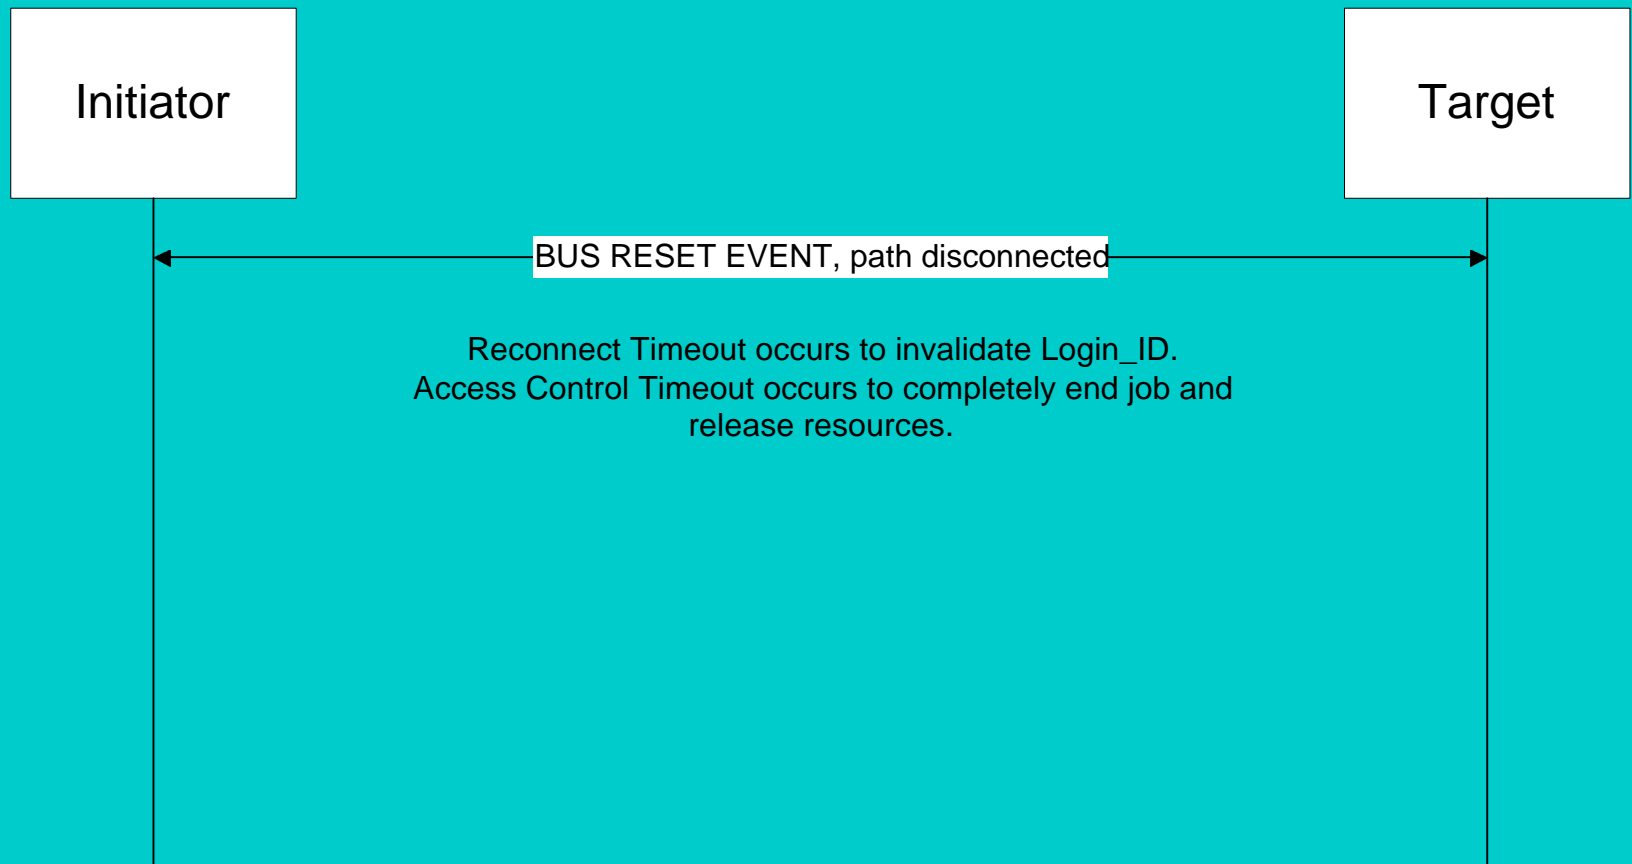 Initiator
Target
BUS RESET EVENT, path disconnected
Reconnect Timeout occurs to invalidate Login_ID.
Access Control Timeout occurs to completely end job and
release resources.